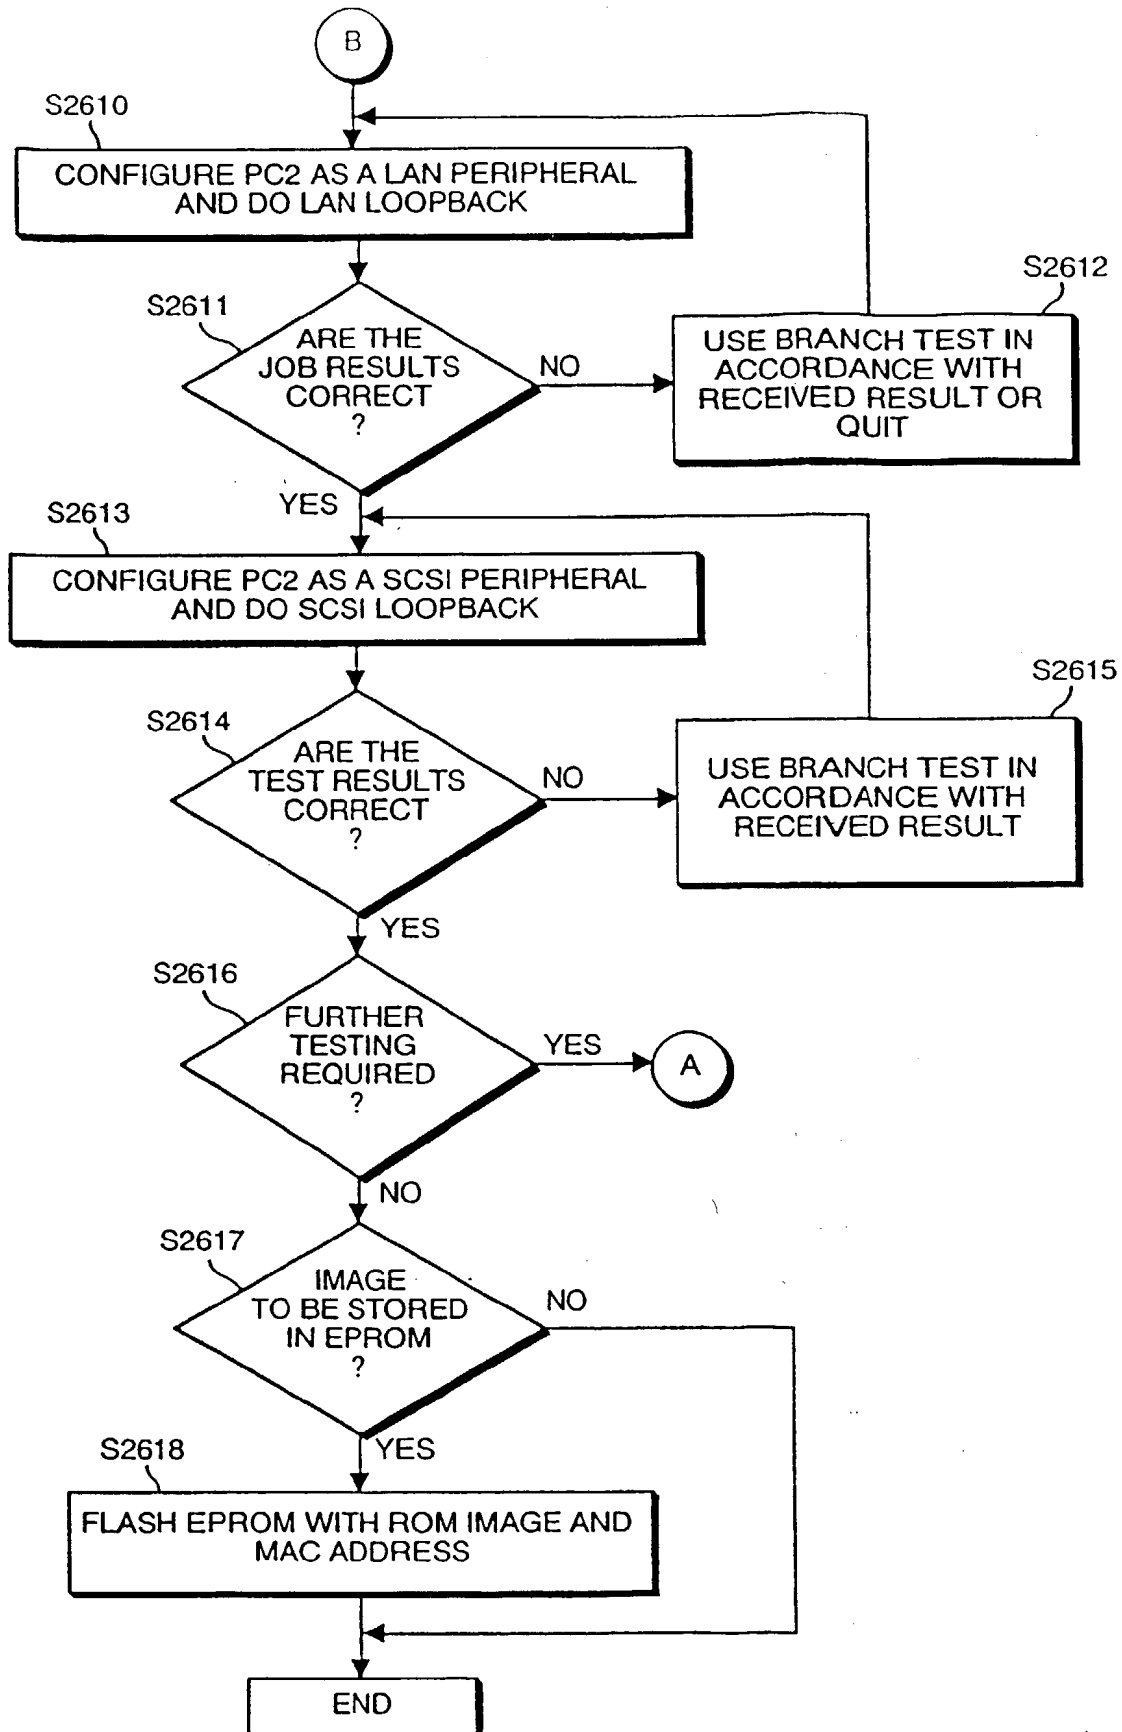 B
S2610
CONFIGURE PC2 AS A LAN PERIPHERAL
AND DO LAN LOOPBACK
S2611
ARE THE
JOB RESULTS
CORRECT
?
NO
S2612
USE BRANCH TEST IN
ACCORDANCE WITH
RECEIVED RESULT OR
QUIT
YES
S2613
CONFIGURE PC2 AS A SCSI PERIPHERAL
AND DO SCSI LOOPBACK
S2614
ARE THE
TEST RESULTS
CORRECT
?
NO
S2615
USE BRANCH TEST IN
ACCORDANCE WITH
RECEIVED RESULT
YES
S2616
FURTHER
TESTING
REQUIRED
?
YES
A
NO
S2617
IMAGE
TO BE STORED
IN EPROM
?
NO
YES
S2618
FLASH EPROM WITH ROM IMAGE AND
MAC ADDRESS
END